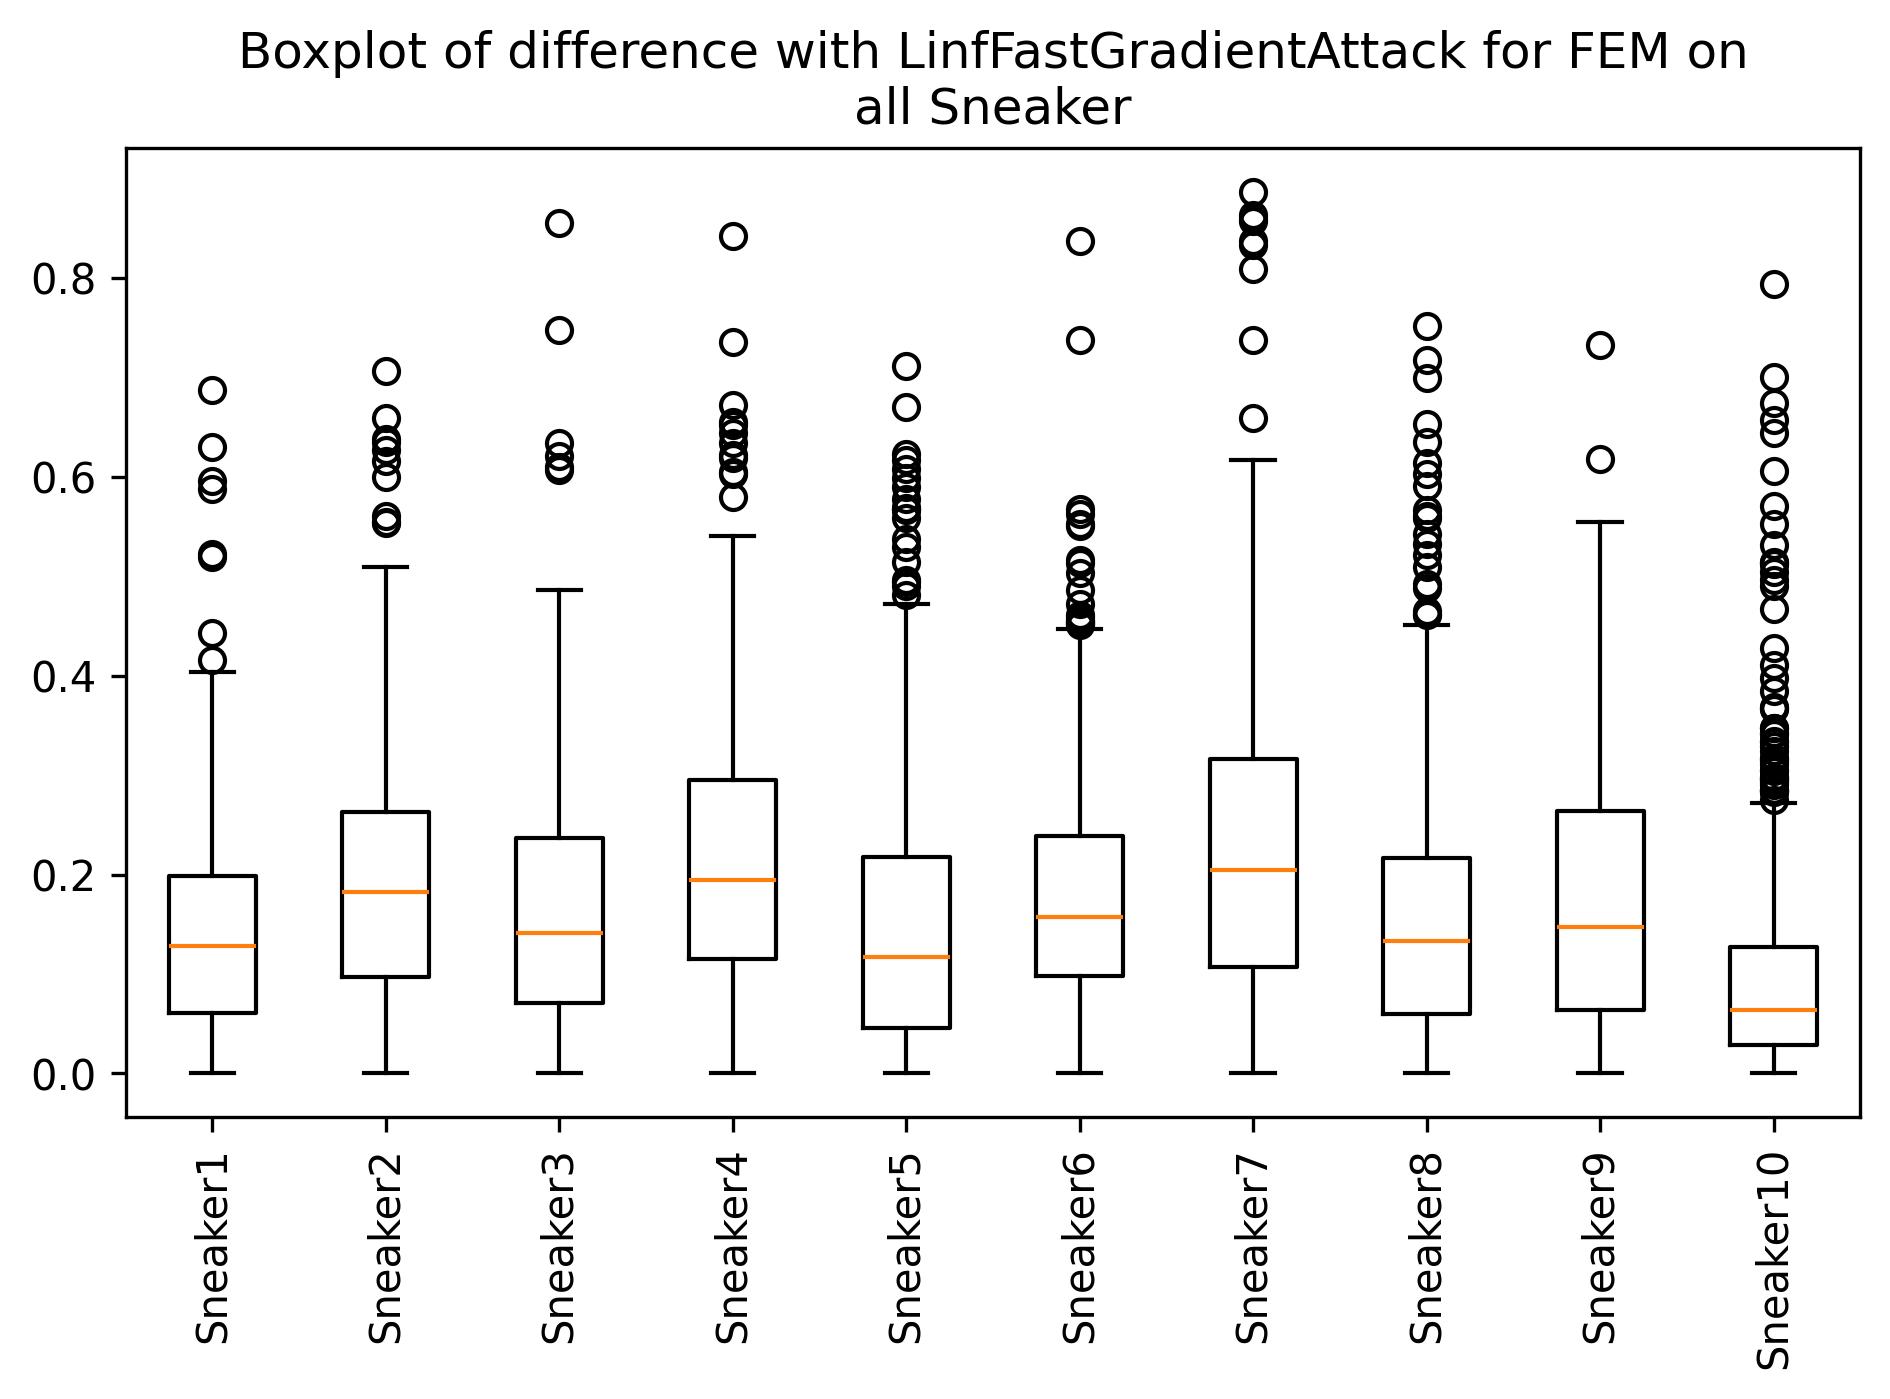 Boxplot of difference with LinfFastGradientAttack for FEM on
all Sneaker
0.8
0.6
0.4
0.2
0.0
Sneaker1
Sneaker2
Sneaker3
Sneaker4
Sneaker5
Sneaker6
Sneaker7
Sneaker8
Sneaker9
Sneaker10